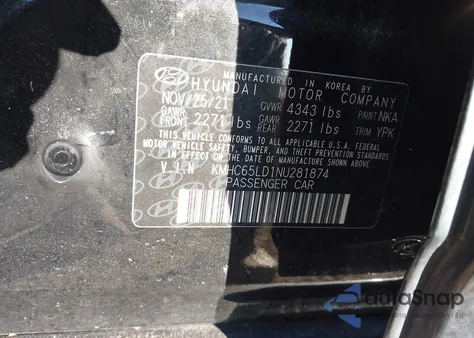 MANUFACTURED IN KOREA BY
HYUNDAI MOTOR COMPANY
NOV/25/21 GVWR 4343 lbs PAINT NKA
GAWR FRONT 2271 lbs GAWR REAR 2271 lbs TRIM YPK
THIS VEHICLE CONFORMS TO ALL APPLICABLE U.S.A. FEDERAL
MOTOR VEHICLE SAFETY, BUMPER, AND THEFT PREVENTION STANDARDS
IN EFFECT ON THE DATE OF MANUFACTURE SHOWN ABOVE.
V.I.N KMHC65LD1NU281874
PASSENGER CAR
autoSnap